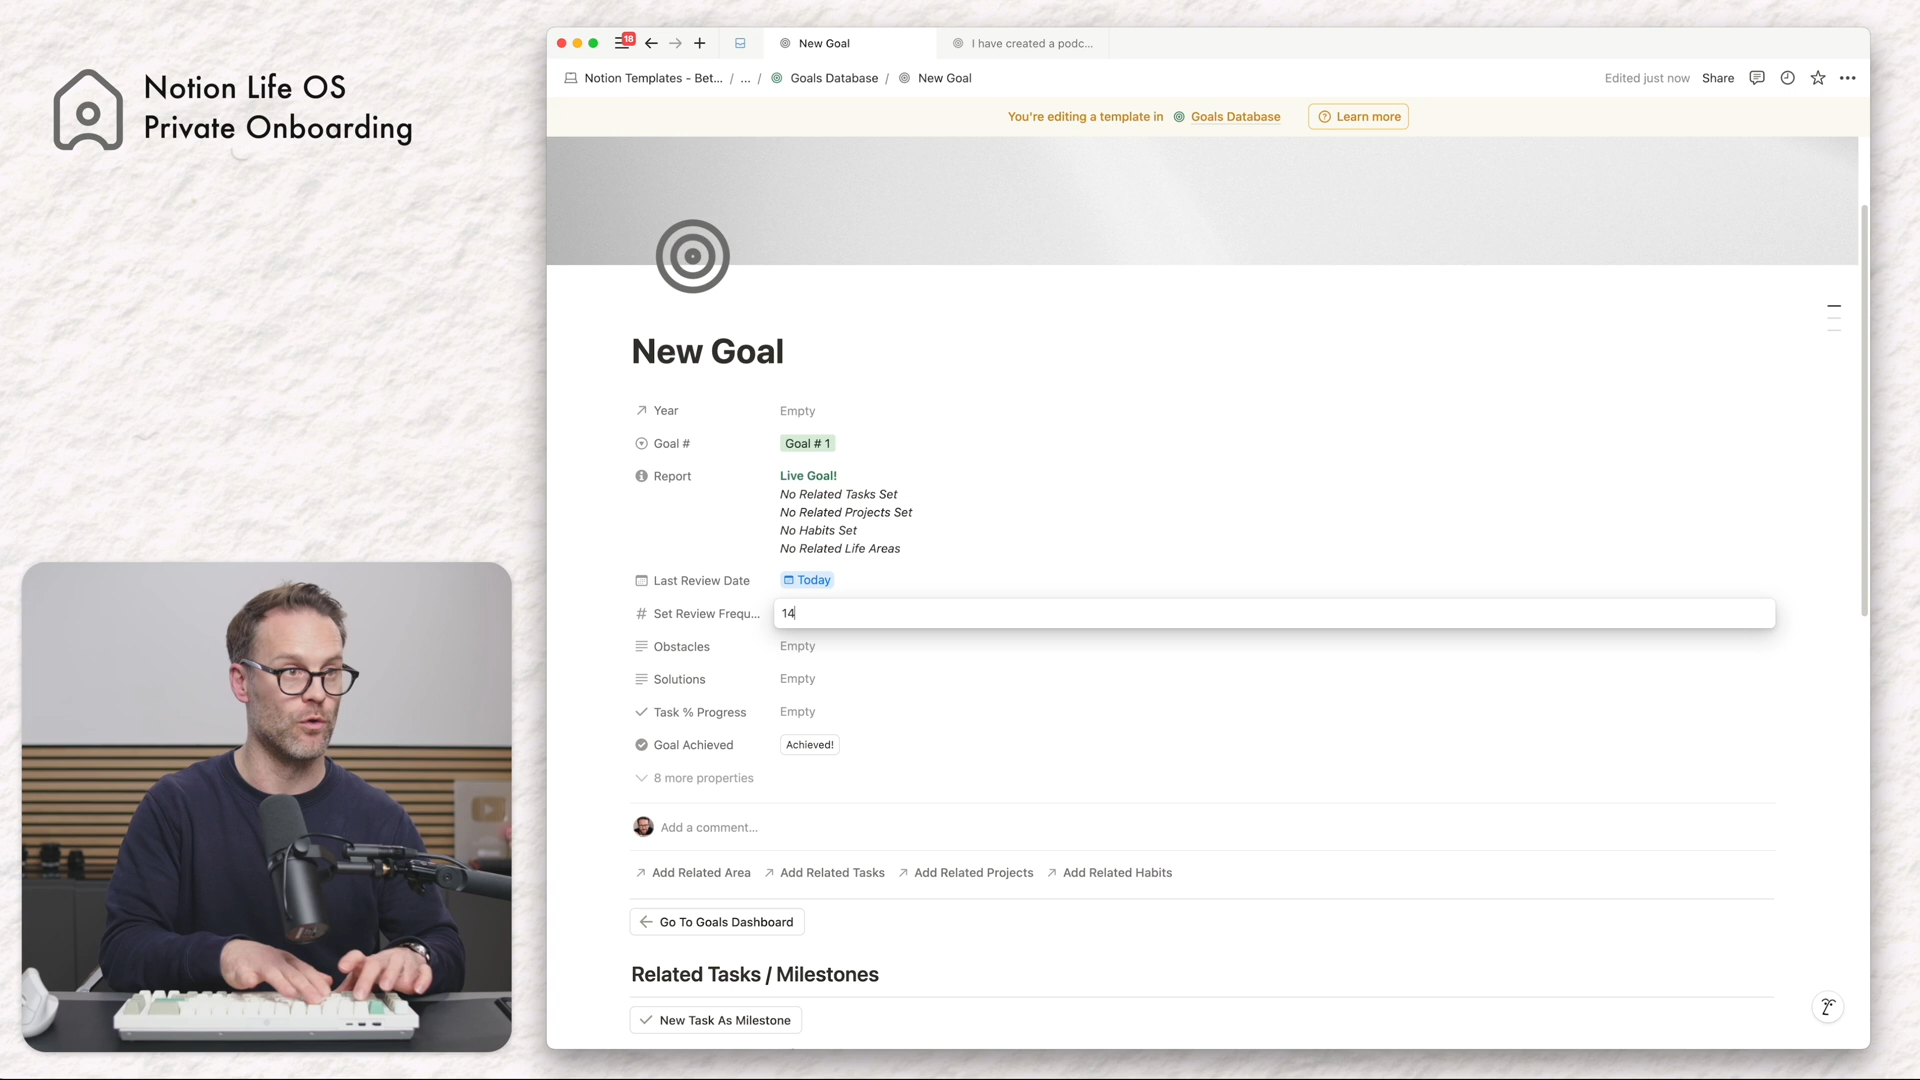 Notion Life OS
Private Onboarding
18
New Goal
I have created a podc...
Notion Templates - Bet... / ... / Goals Database / New Goal
Edited just now
Share
You're editing a template in Goals Database
Learn more
New Goal
Year
Empty
Goal #
Goal # 1
Report
Live Goal!
No Related Tasks Set
No Related Projects Set
No Habits Set
No Related Life Areas
Last Review Date
Today
Set Review Frequ...
14
Obstacles
Empty
Solutions
Empty
Task % Progress
Empty
Goal Achieved
Achieved!
8 more properties
Add a comment...
Add Related Area
Add Related Tasks
Add Related Projects
Add Related Habits
Go To Goals Dashboard
Related Tasks / Milestones
New Task As Milestone